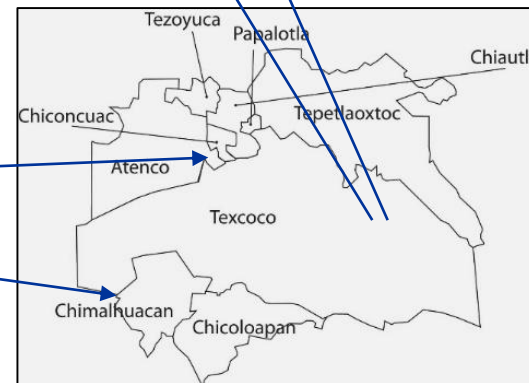 Tezoyuca
Papalotla
Chiautl
Chiconcuac
Tepetlaoxtoc
Atenco
Texcoco
Chimalhuacan
Chicoloapan